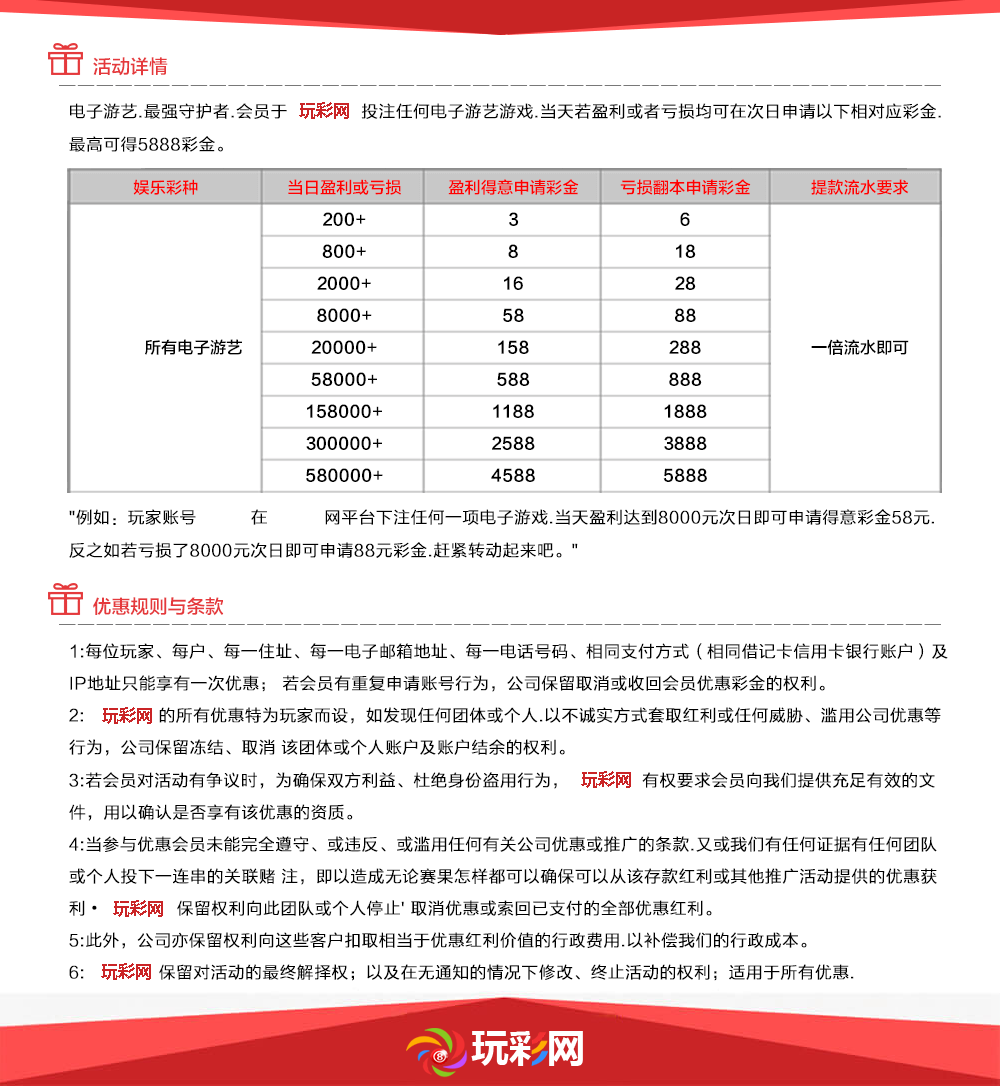 活动详情
电子游艺.最强守护者.会员于 玩彩网 投注任何电子游艺游戏.当天若盈利或者亏损均可在次日申请以下相对应彩金.
最高可得5888彩金。
娱乐彩种 当日盈利或亏损 盈利得意申请彩金 亏损翻本申请彩金 提款流水要求
200+ 3 6
800+ 8 18
2000+ 16 28
8000+ 58 88
所有电子游艺 20000+ 158 288 一倍流水即可
58000+ 588 888
158000+ 1188 1888
300000+ 2588 3888
580000+ 4588 5888
"例如：玩家账号 在 网平台下注任何一项电子游戏.当天盈利达到8000元次日即可申请得意彩金58元.
反之如若亏损了8000元次日即可申请88元彩金.赶紧转动起来吧。"
优惠规则与条款
1:每位玩家、每户、每一住址、每一电子邮箱地址、每一电话号码、相同支付方式（相同借记卡信用卡银行账户）及
IP地址只能享有一次优惠； 若会员有重复申请账号行为，公司保留取消或收回会员优惠彩金的权利。
2: 玩彩网 的所有优惠特为玩家而设，如发现任何团体或个人.以不诚实方式套取红利或任何威胁、滥用公司优惠等
行为，公司保留冻结、取消 该团体或个人账户及账户结余的权利。
3:若会员对活动有争议时，为确保双方利益、杜绝身份盗用行为， 玩彩网 有权要求会员向我们提供充足有效的文
件，用以确认是否享有该优惠的资质。
4:当参与优惠会员未能完全遵守、或违反、或滥用任何有关公司优惠或推广的条款.又或我们有任何证据有任何团队
或个人投下一连串的关联赌 注，即以造成无论赛果怎样都可以确保可以从该存款红利或其他推广活动提供的优惠获
利• 玩彩网 保留权利向此团队或个人停止' 取消优惠或索回已支付的全部优惠红利。
5:此外，公司亦保留权利向这些客户扣取相当于优惠红利价值的行政费用.以补偿我们的行政成本。
6: 玩彩网 保留对活动的最终解择权；以及在无通知的情况下修改、终止活动的权利；适用于所有优惠.
8 玩彩网